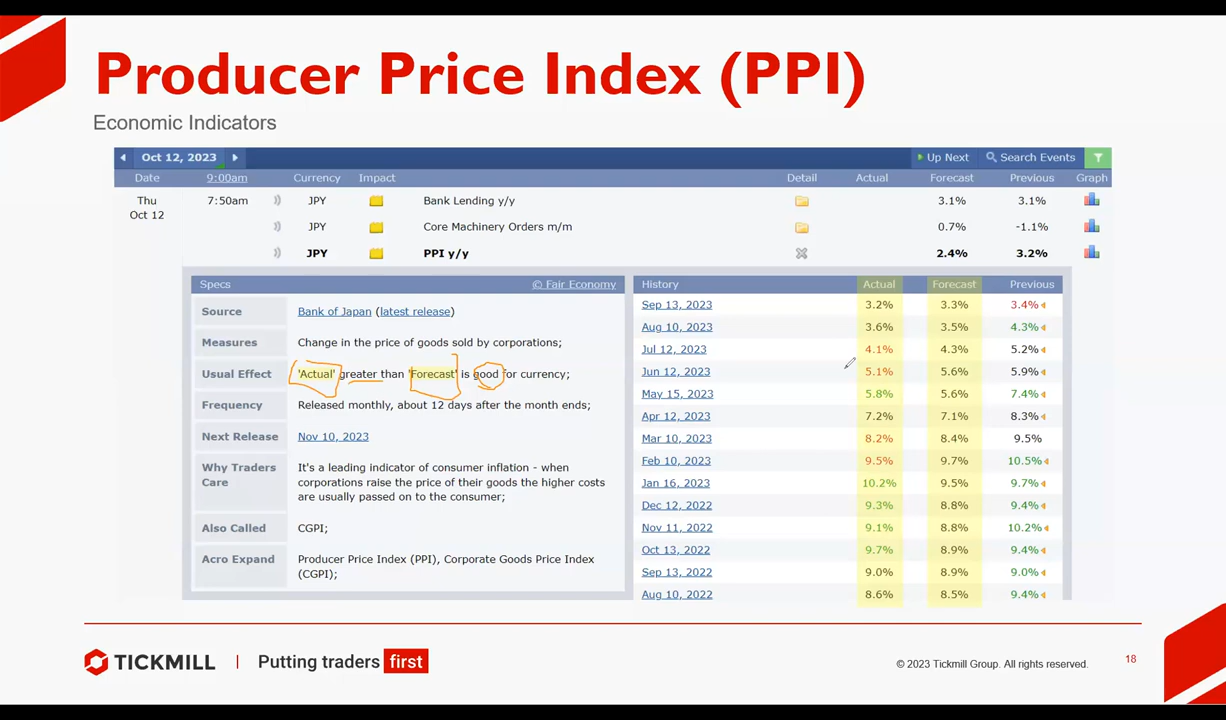 Producer Price Index (PPI)
Economic Indicators
Oct 12, 2023 Up Next Search Events
Date 9:00am Currency Impact Detail Actual Forecast Previous Graph
Thu 7:50am JPY Bank Lending y/y 3.1% 3.1%
Oct 12
JPY Core Machinery Orders m/m 0.7% -1.1%
JPY PPI y/y 2.4% 3.2%
Specs © Fair Economy
Source Bank of Japan (latest release)
Measures Change in the price of goods sold by corporations;
Usual Effect 'Actual' greater than 'Forecast' is good for currency;
Frequency Released monthly, about 12 days after the month ends;
Next Release Nov 10, 2023
Why Traders Care It's a leading indicator of consumer inflation - when
corporations raise the price of their goods the higher costs
are usually passed on to the consumer;
Also Called CGPI;
Acro Expand Producer Price Index (PPI), Corporate Goods Price Index
(CGPI);
History Actual Forecast Previous
Sep 13, 2023 3.2% 3.3% 3.4%
Aug 10, 2023 3.6% 3.5% 4.3%
Jul 12, 2023 4.1% 4.3% 5.2%
Jun 12, 2023 5.1% 5.6% 5.9%
May 15, 2023 5.8% 5.6% 7.4%
Apr 12, 2023 7.2% 7.1% 8.3%
Mar 10, 2023 8.2% 8.4% 9.5%
Feb 10, 2023 9.5% 9.7% 10.5%
Jan 16, 2023 10.2% 9.5% 9.7%
Dec 12, 2022 9.3% 8.8% 9.4%
Nov 11, 2022 9.1% 8.8% 10.2%
Oct 13, 2022 9.7% 8.9% 9.4%
Sep 13, 2022 9.0% 8.9% 9.0%
Aug 10, 2022 8.6% 8.5% 9.4%
TICKMILL | Putting traders first
© 2023 Tickmill Group. All rights reserved. 18